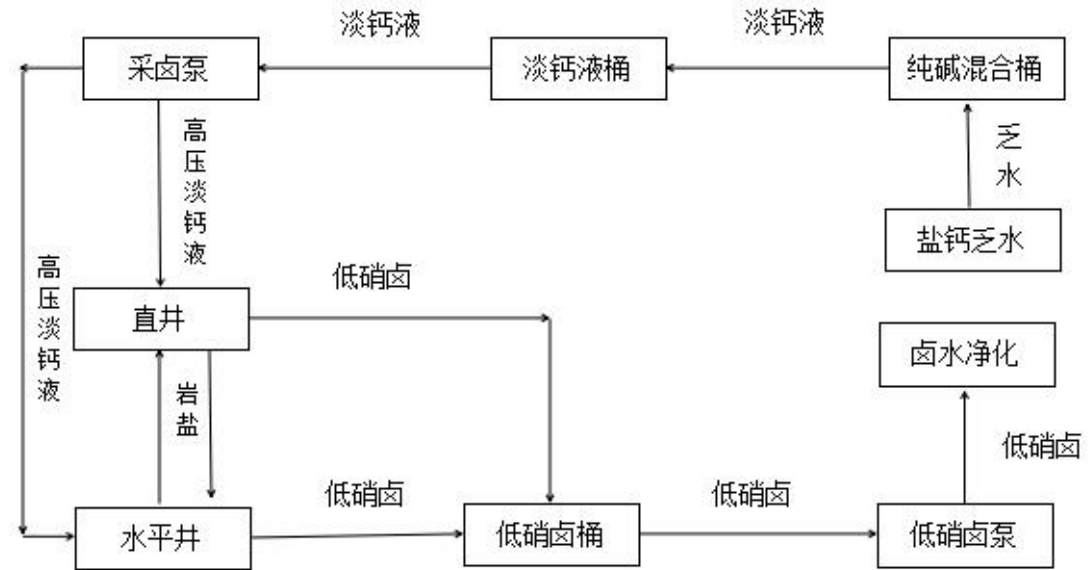 淡钙液
淡钙液
采卤泵
淡钙液桶
纯碱混合桶
高压淡钙液
乏水
盐钙乏水
高压淡钙液
低硝卤
直井
卤水净化
岩盐
低硝卤
低硝卤
低硝卤
水平井
低硝卤桶
低硝卤泵